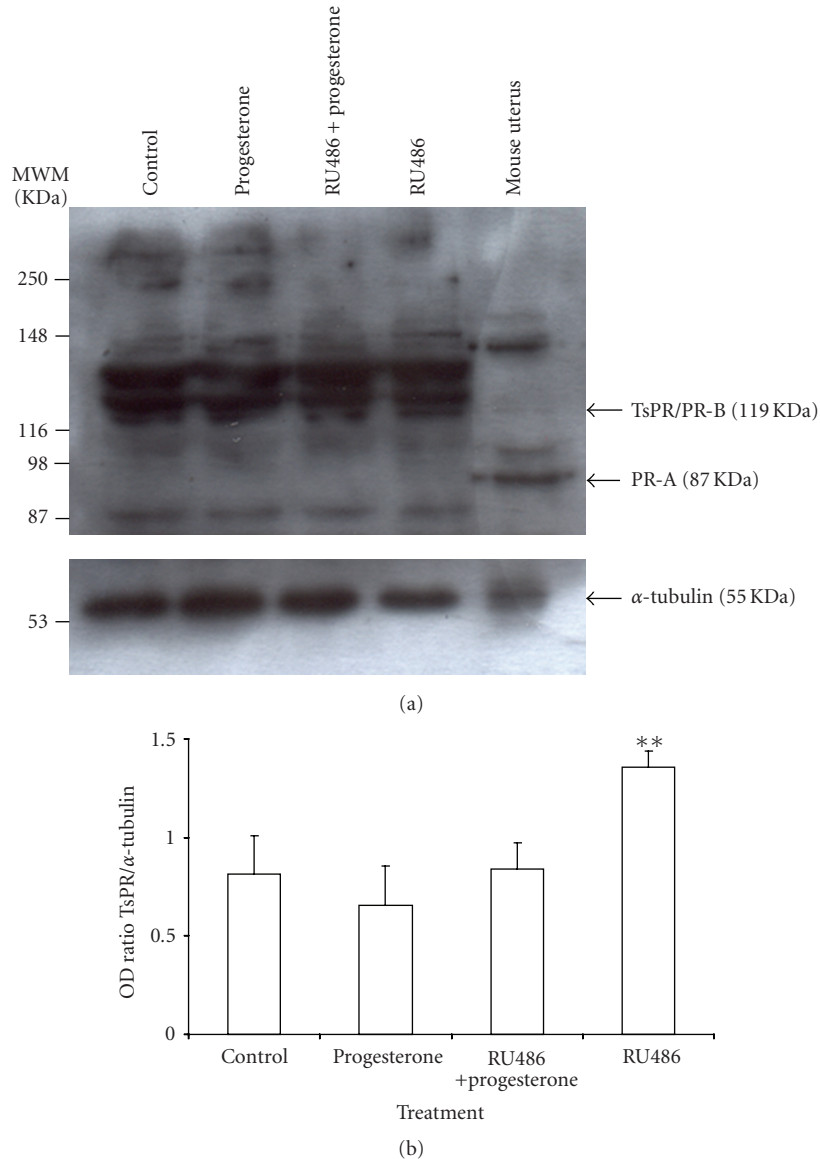 Control
Progesterone
RU486 + progesterone
RU486
Mouse uterus
MWM
(KDa)
250
148
116
98
87
TsPR/PR-B (119 KDa)
PR-A (87 KDa)
53
α-tubulin (55 KDa)
(a)
OD ratio TsPR/α-tubulin
1.5
1
0.5
0
**
Control
Progesterone
RU486
+progesterone
RU486
Treatment
(b)